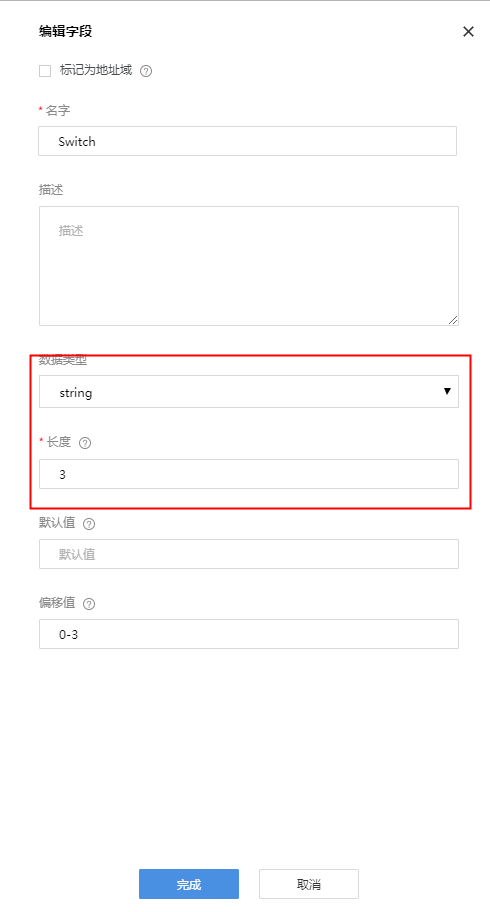 编辑字段
标记为地址域
* 名字
Switch
描述
描述
数据类型
string
* 长度
3
默认值
默认值
偏移值
0-3
完成 取消